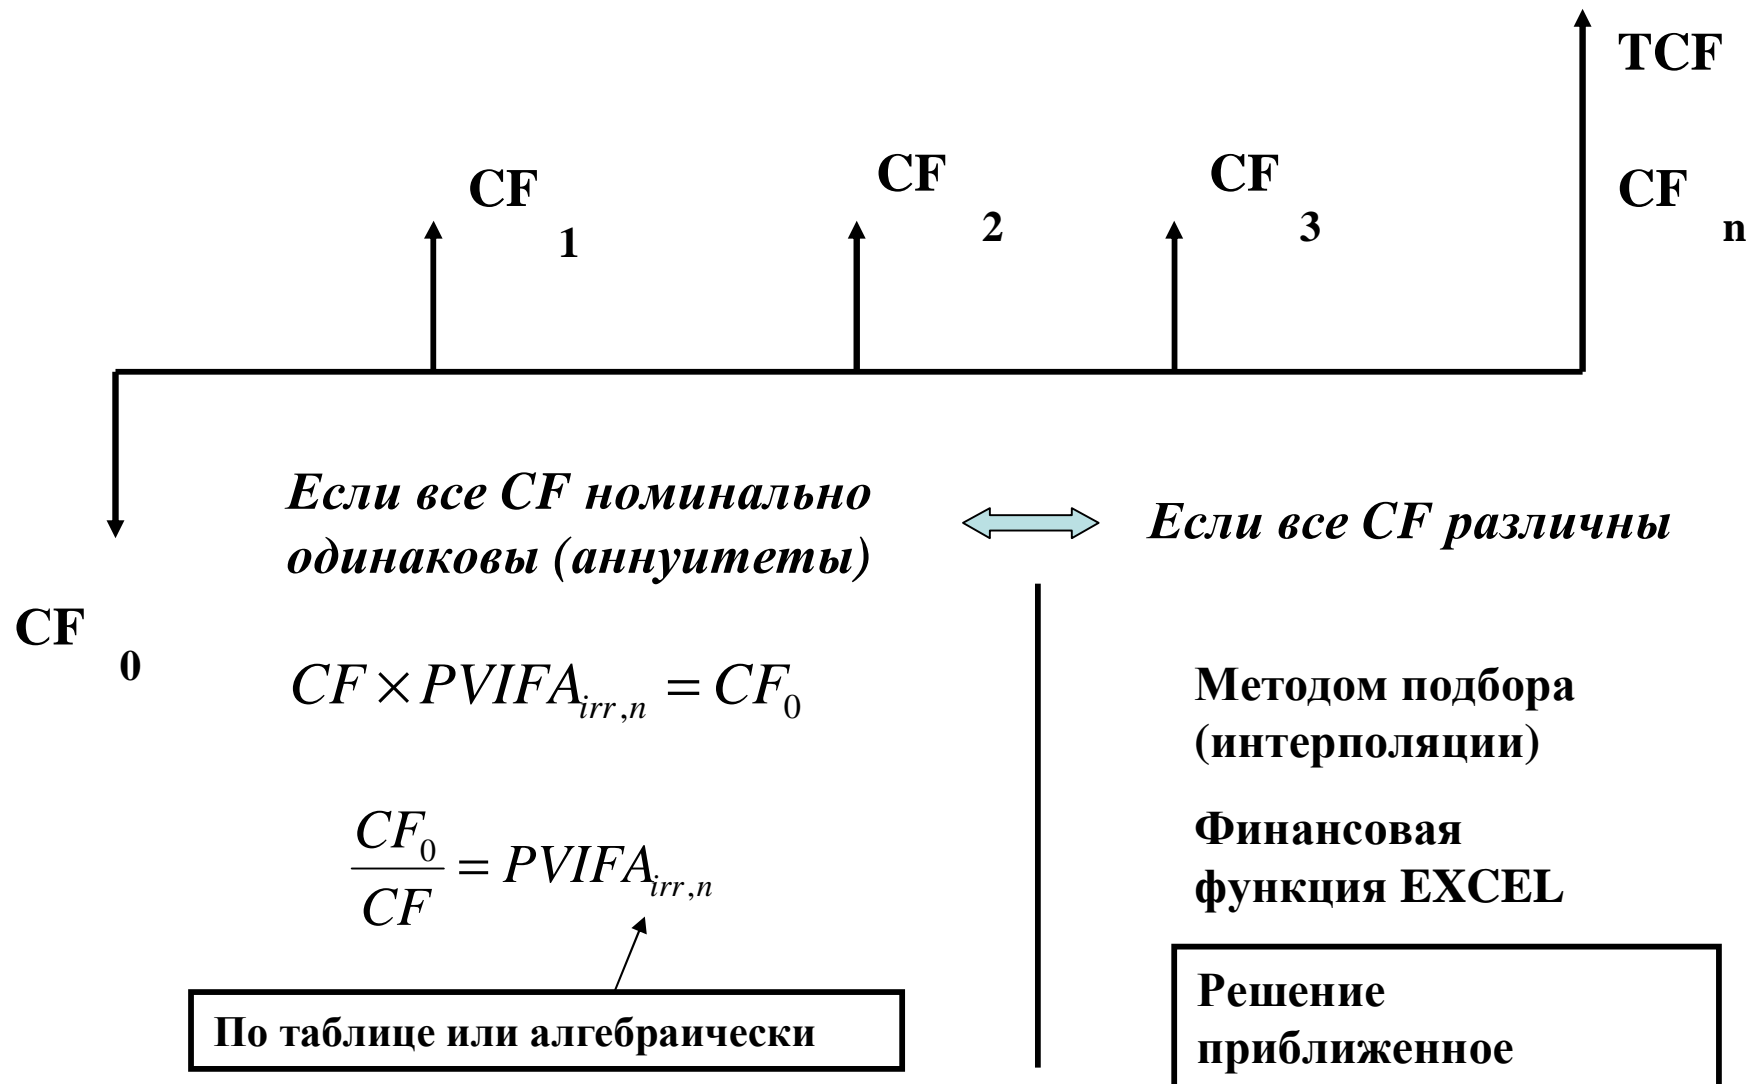 TCF
CF 1
CF 2
CF 3
CF n
Если все CF номинально
одинаковы (аннуитеты)
Если все CF различны
CF 0
CF × PVIFA irr,n = CF0
Методом подбора
(интерполяции)
CF0 / CF = PVIFA irr,n
Финансовая
функция EXCEL
По таблице или алгебраически
Решение
приближенное